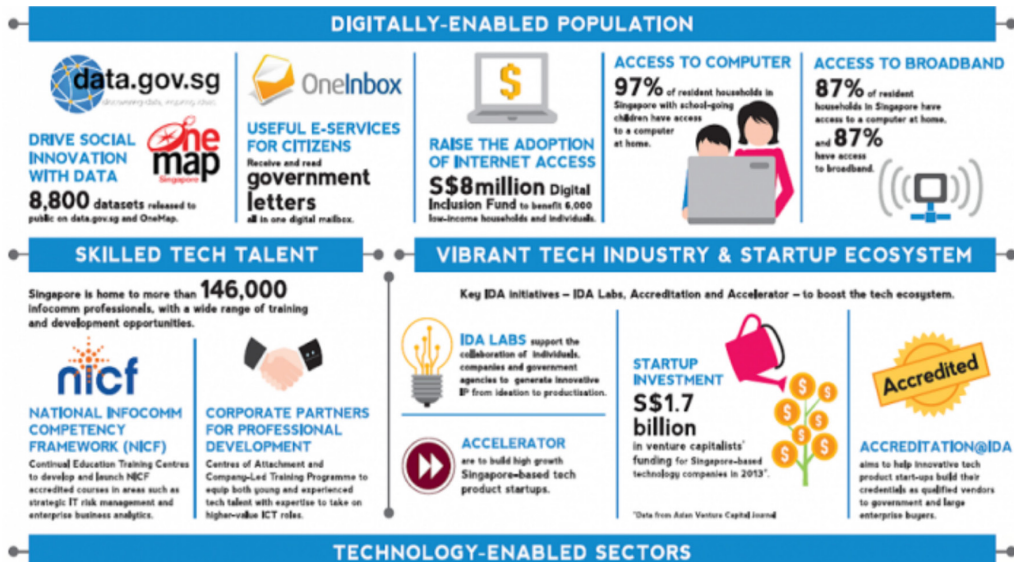 DIGITALLY-ENABLED POPULATION
data.gov.sg
DRIVE SOCIAL
INNOVATION
WITH DATA
One
map
Singapore
8,800 datasets released to
public on data.gov.sg and OneMap.
OneInbox
USEFUL E-SERVICES
FOR CITIZENS
Receive and read
government
letters
all in one digital mailbox.
$
RAISE THE ADOPTION
OF INTERNET ACCESS
S$8million Digital
Inclusion Fund to benefit 6,000
low-income households and individuals.
ACCESS TO COMPUTER
97% of resident households in
Singapore with school-going
children have access
to a computer
at home.
ACCESS TO BROADBAND
87% of resident
households in Singapore have
access to a computer at home,
and 87%
have access
to broadband.
SKILLED TECH TALENT
Singapore is home to more than 146,000
infocomm professionals, with a wide range of training
and development opportunities.
nicf
NATIONAL INFOCOMM
COMPETENCY
FRAMEWORK (NICF)
Continual Education Training Centres
to develop and launch NICF
accredited courses in areas such as
strategic IT risk management and
enterprise business analytics.
CORPORATE PARTNERS
FOR PROFESSIONAL
DEVELOPMENT
Centres of Attachment and
Company-Led Training Programme to
equip both young and experienced
tech talent with expertise to take on
higher-value ICT roles.
VIBRANT TECH INDUSTRY & STARTUP ECOSYSTEM
Key IDA initiatives – IDA Labs, Accreditation and Accelerator – to boost the tech ecosystem.
IDA LABS support the
collaboration of individuals,
companies and government
agencies to generate innovative
IP from ideation to productisation.
ACCELERATOR
are to build high growth
Singapore-based tech
product startups.
STARTUP
INVESTMENT
S$1.7
billion
in venture capitalists'
funding for Singapore-based
technology companies in 2013*.
$
$
$
$
$
$
$
*Data from Asian Venture Capital Journal
Accredited
ACCREDITATION@IDA
aims to help innovative tech
product start-ups build their
credentials as qualified vendors
to government and large
enterprise buyers.
TECHNOLOGY-ENABLED SECTORS